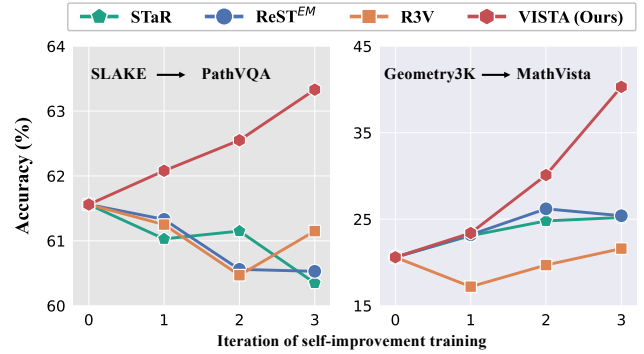 STaR ReST^EM R3V VISTA (Ours)
SLAKE → PathVQA
Geometry3K → MathVista
Accuracy (%)
64
63
62
61
60
0 1 2 3
45
35
25
15
0 1 2 3
Iteration of self-improvement training